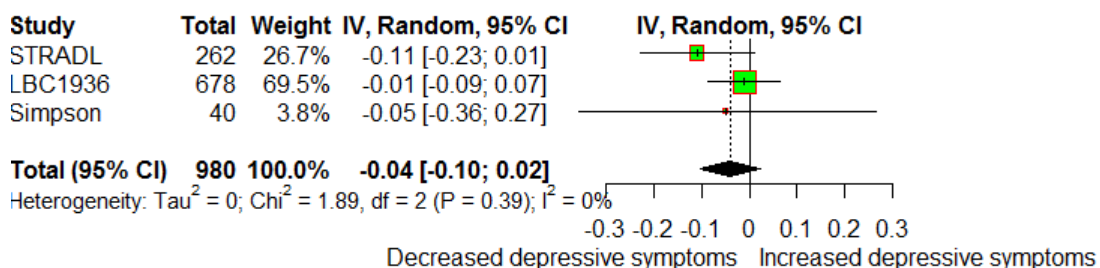 Study Total Weight IV, Random, 95% CI IV, Random, 95% CI
STRADL 262 26.7% -0.11 [-0.23; 0.01]
LBC1936 678 69.5% -0.01 [-0.09; 0.07]
Simpson 40 3.8% -0.05 [-0.36; 0.27]
Total (95% CI) 980 100.0% -0.04 [-0.10; 0.02]
Heterogeneity: Tau² = 0; Chi² = 1.89, df = 2 (P = 0.39); I² = 0%
-0.3 -0.2 -0.1 0 0.1 0.2 0.3
Decreased depressive symptoms Increased depressive symptoms